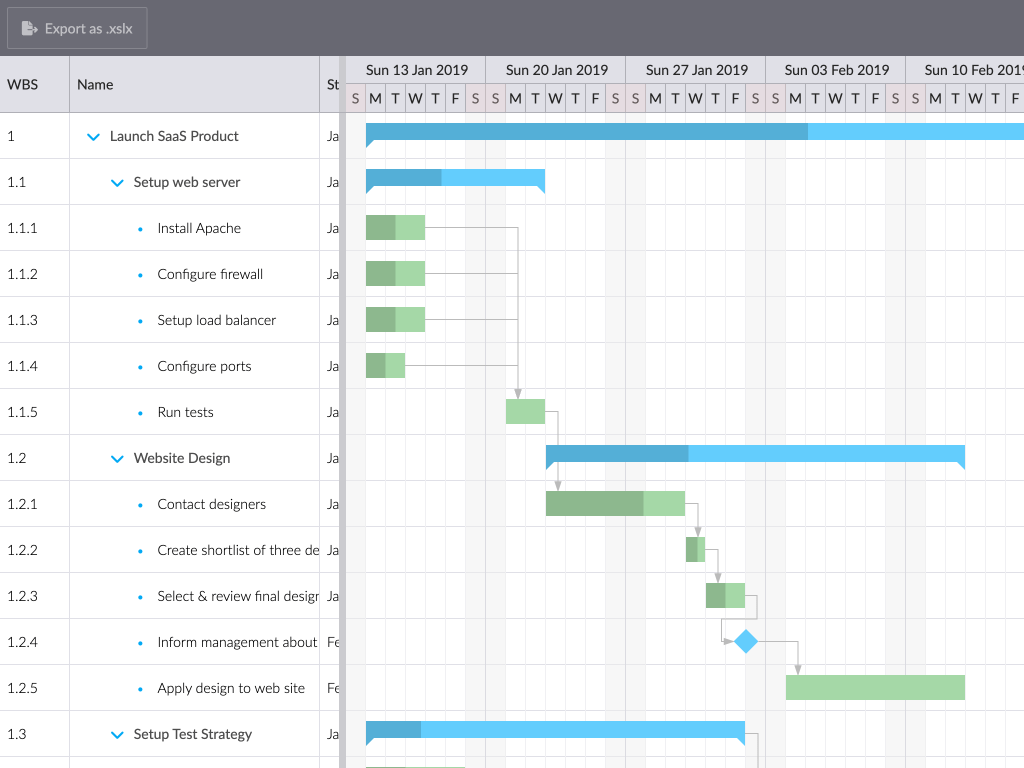 Export as .xslx
WBS Name St
Sun 13 Jan 2019 Sun 20 Jan 2019 Sun 27 Jan 2019 Sun 03 Feb 2019 Sun 10 Feb 2019
S M T W T F S S M T W T F S S M T W T F S S M T W T F S S M T W T F
1 Launch SaaS Product Ja
1.1 Setup web server Ja
1.1.1 Install Apache Ja
1.1.2 Configure firewall Ja
1.1.3 Setup load balancer Ja
1.1.4 Configure ports Ja
1.1.5 Run tests Ja
1.2 Website Design Ja
1.2.1 Contact designers Ja
1.2.2 Create shortlist of three de Ja
1.2.3 Select & review final desigr Ja
1.2.4 Inform management about Fe
1.2.5 Apply design to web site Fe
1.3 Setup Test Strategy Ja